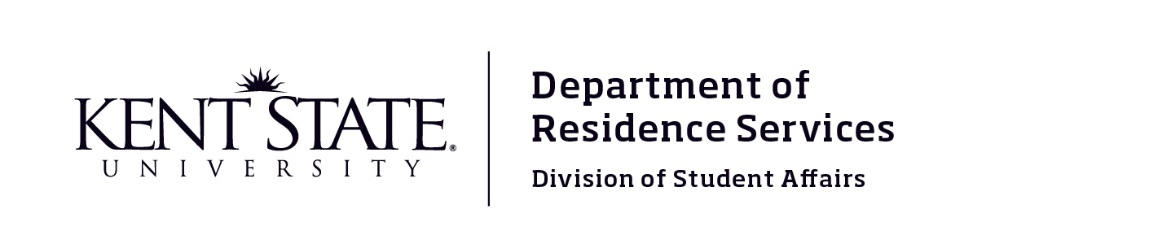 KENT STATE®
UNIVERSITY
Department of
Residence Services
Division of Student Affairs